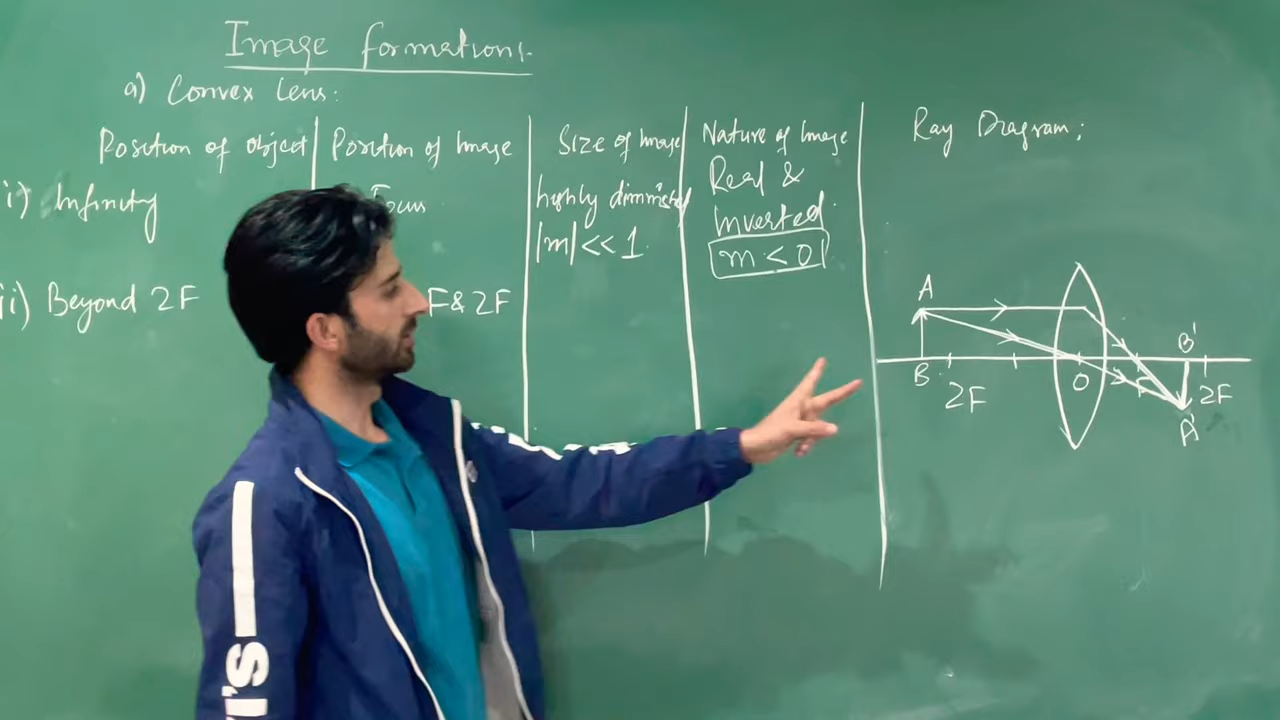 Image formations.
a) Convex Lens:
Position of object Position of Image Size of Image Nature of Image Ray Diagram;
i) Infinity Focus highly diminished Real &
|m| << 1. Inverted
m < 0
ii) Beyond 2F F & 2F
A
B 2F O F B' 2F
A'